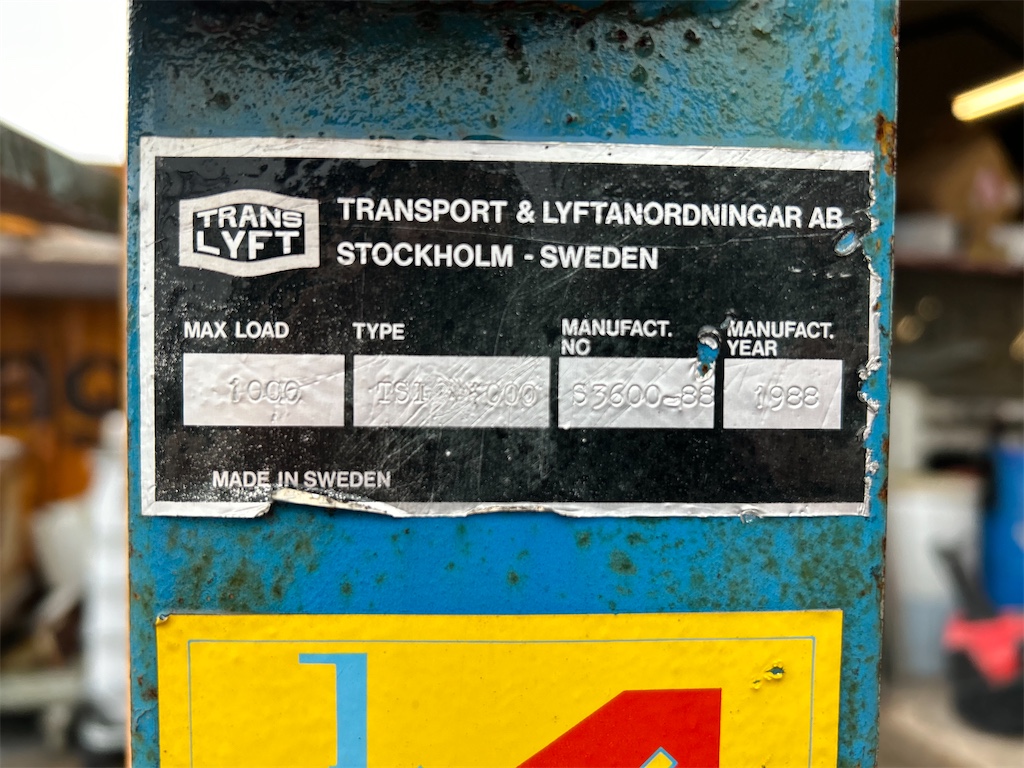 TRANS
LYFT
TRANSPORT & LYFTANORDNINGAR AB
STOCKHOLM - SWEDEN
MAX LOAD
TYPE
MANUFACT.
NO
MANUFACT.
YEAR
1000
S3600-88
1988
MADE IN SWEDEN